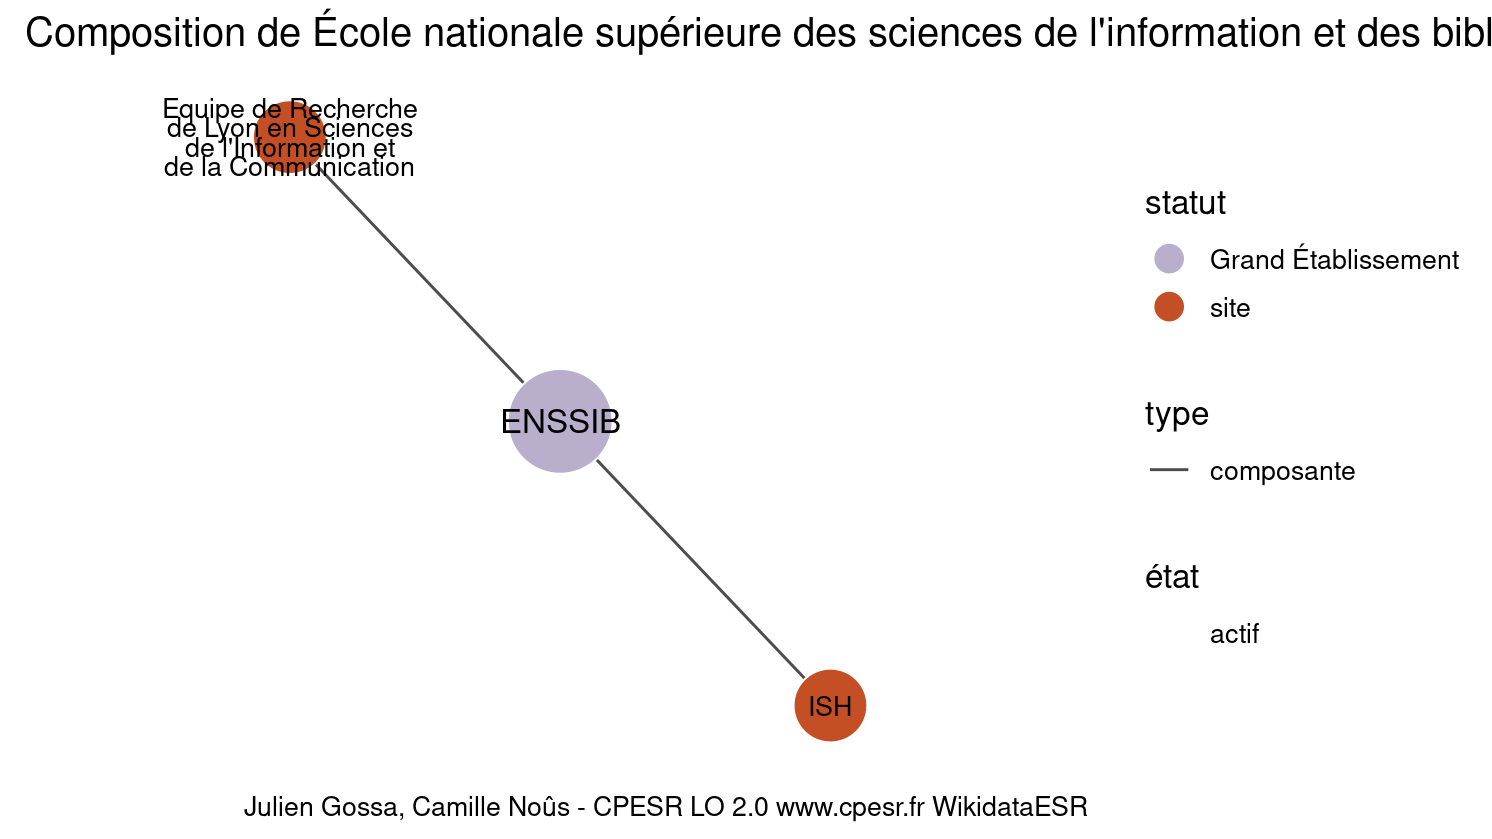 Composition de École nationale supérieure des sciences de l'information et des bibl
Equipe de Recherche
de Lyon en Sciences
de l'Information et
de la Communication
ENSSIB
ISH
statut
Grand Établissement
site
type
composante
état
actif
Julien Gossa, Camille Noûs - CPESR LO 2.0 www.cpesr.fr WikidataESR